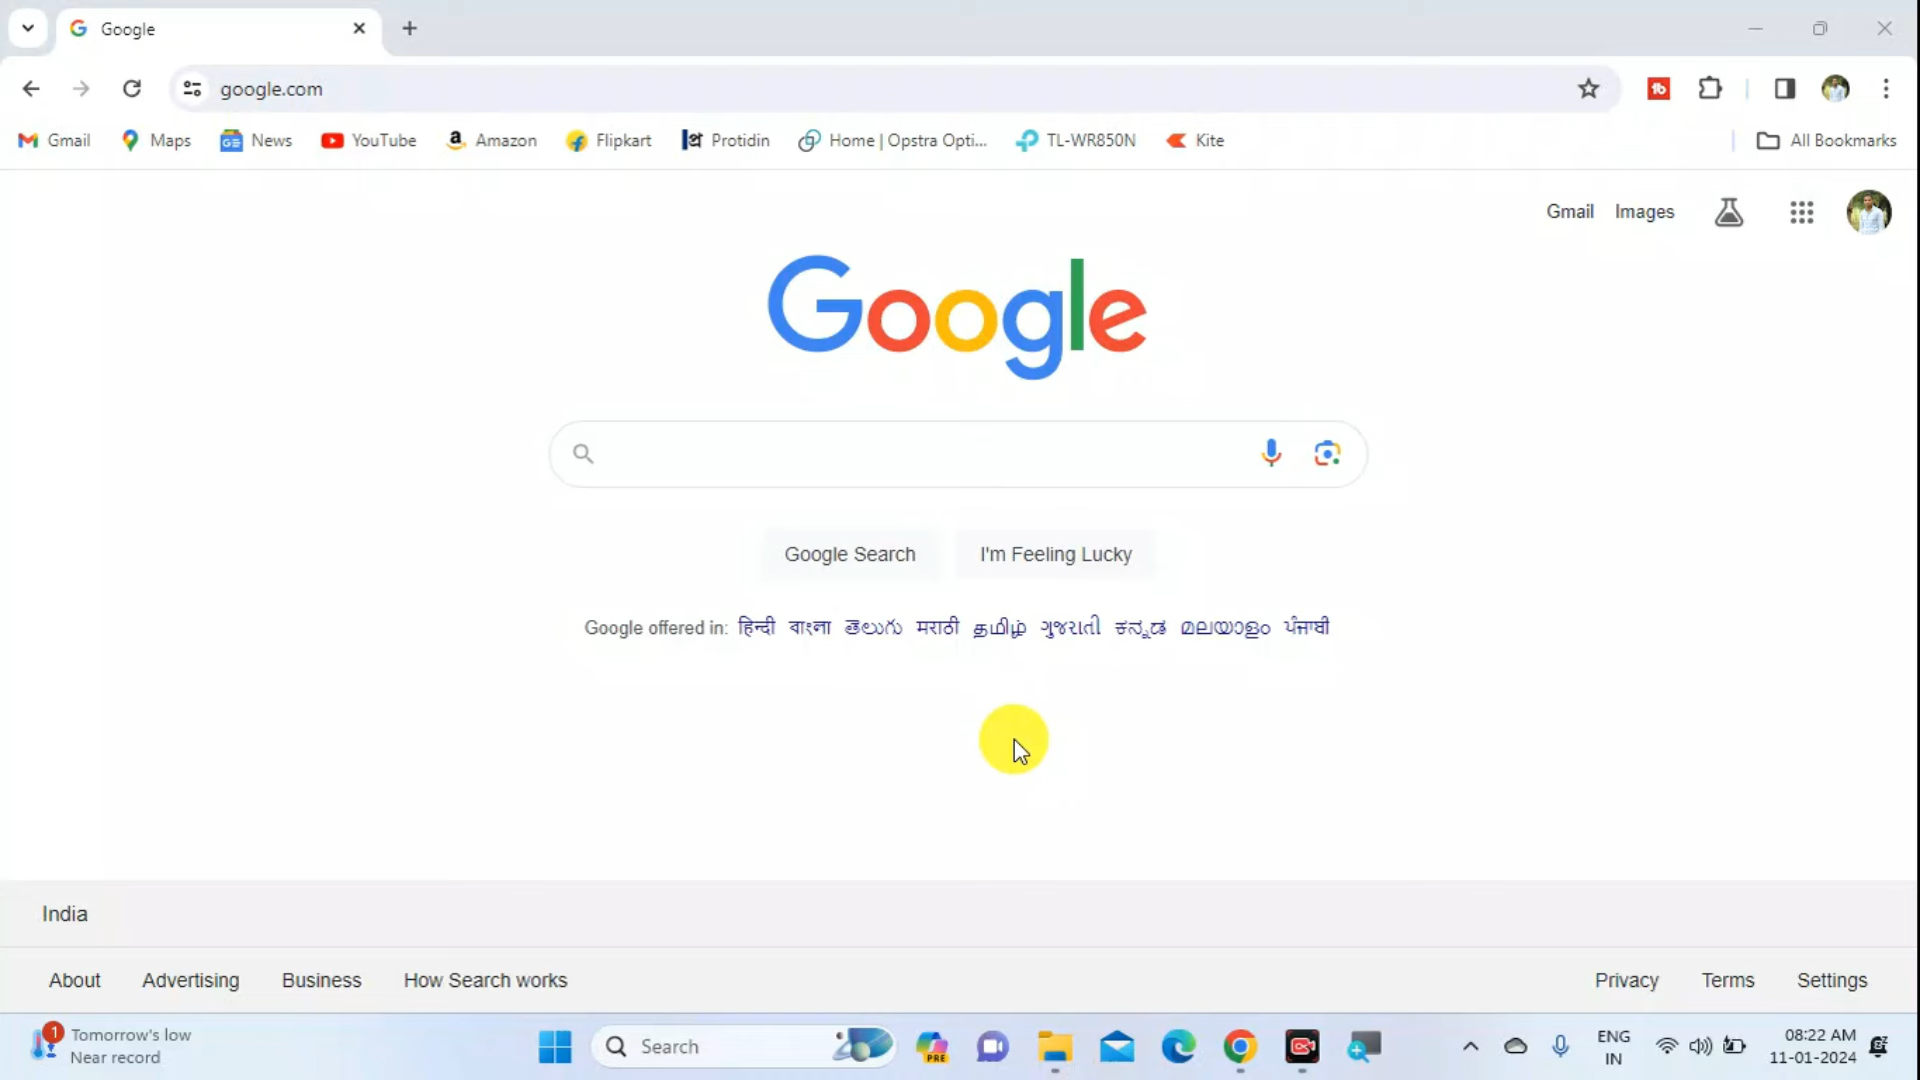 Google
google.com
Gmail Maps News YouTube Amazon Flipkart Protidin Home | Opstra Opti... TL-WR850N Kite All Bookmarks
Gmail Images
Google
Google Search I'm Feeling Lucky
Google offered in: हिन्दी বাংলা తెలుగు मराठी தமிழ் ગુજરાતી ಕನ್ನಡ മലയാളം ਪੰਜਾਬੀ
India
About Advertising Business How Search works Privacy Terms Settings
1 Tomorrow's low
Near record
Search
PRE
ENG
IN
08:22 AM
11-01-2024